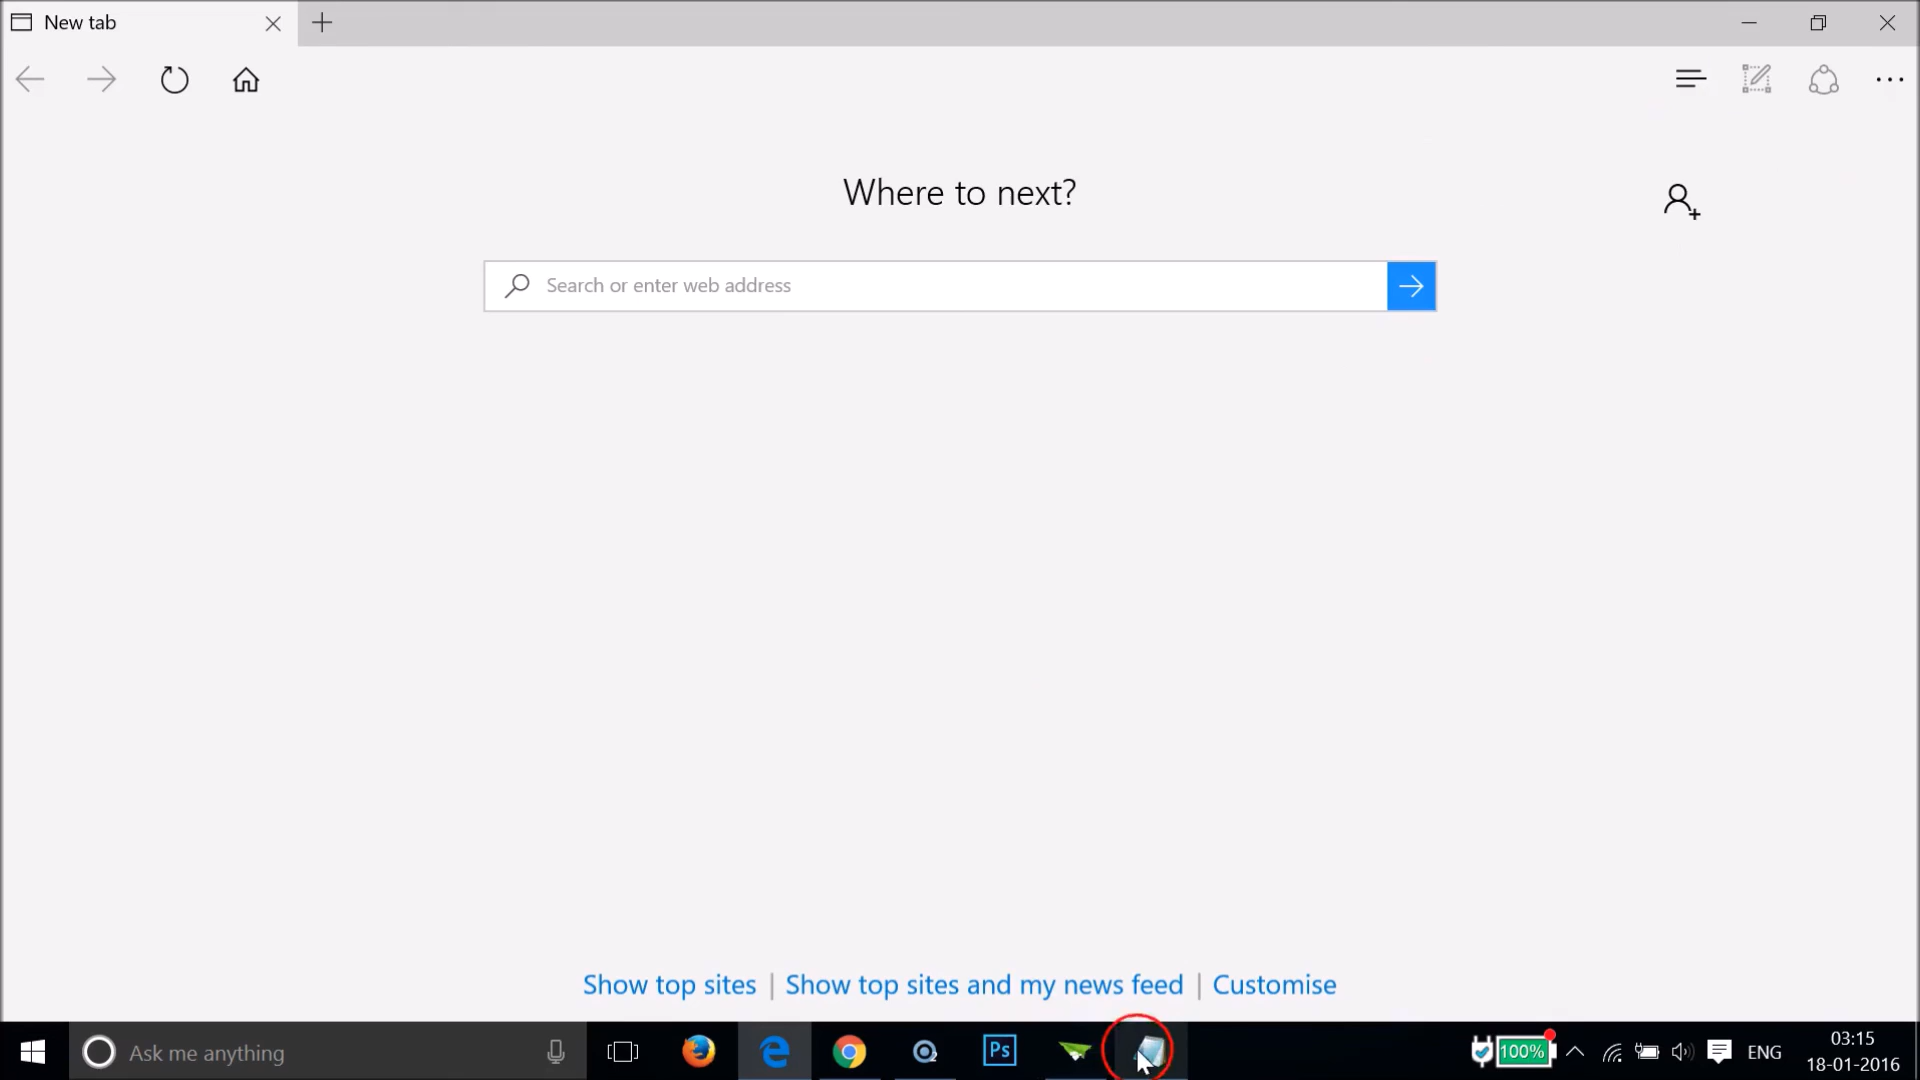 New tab
Where to next?
Search or enter web address
Show top sites | Show top sites and my news feed | Customise
Ask me anything
Ps
100%
ENG
03:15
18-01-2016